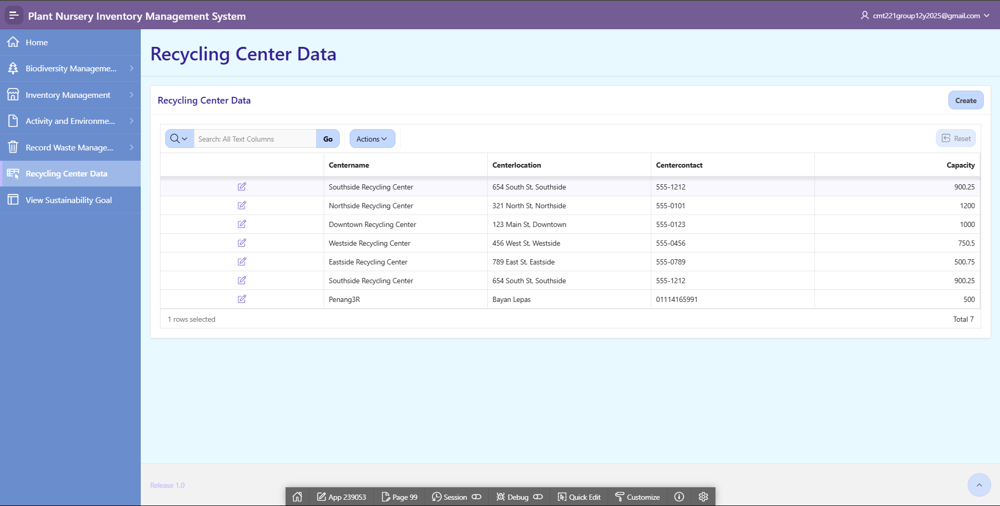 Plant Nursery Inventory Management System
cmt221group12y2025@gmail.com
Home
Biodiversity Manageme...
Inventory Management
Activity and Environme...
Record Waste Manage...
Recycling Center Data
View Sustainability Goal
Recycling Center Data
Recycling Center Data
Create
Search: All Text Columns
Go
Actions
Reset
Centername Centerlocation Centercontact Capacity
Southside Recycling Center 654 South St, Southside 555-1212 900.25
Northside Recycling Center 321 North St, Northside 555-0101 1200
Downtown Recycling Center 123 Main St, Downtown 555-0123 1000
Westside Recycling Center 456 West St, Westside 555-0456 750.5
Eastside Recycling Center 789 East St, Eastside 555-0789 500.75
Southside Recycling Center 654 South St, Southside 555-1212 900.25
Penang3R Bayan Lepas 01114165991 500
1 rows selected Total 7
Release 1.0
App 239053 Page 99 Session Debug Quick Edit Customize